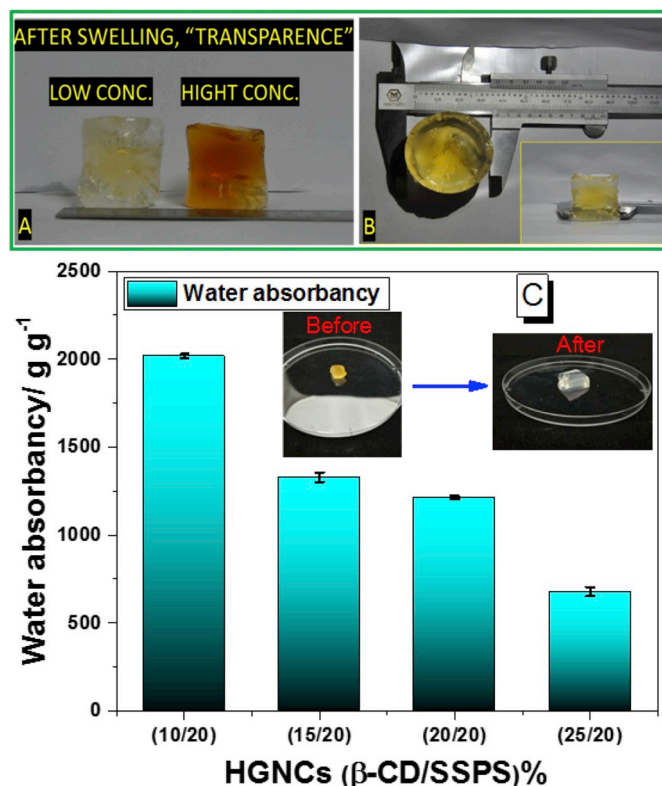 AFTER SWELLING, “TRANSPARENCE”
LOW CONC.
HIGHT CONC.
A
B
C
Water absorbancy
Before
After
Water absorbancy/ g g⁻¹
2500
2000
1500
1000
500
0
(10/20)
(15/20)
(20/20)
(25/20)
HGNCs (β-CD/SSPS)%